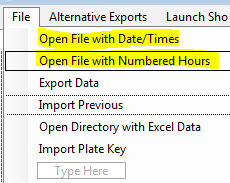 File Alternative Exports Launch Sho
Open File with Date/Times
Open File with Numbered Hours
Export Data
Import Previous
Open Directory with Excel Data
Import Plate Key
Type Here